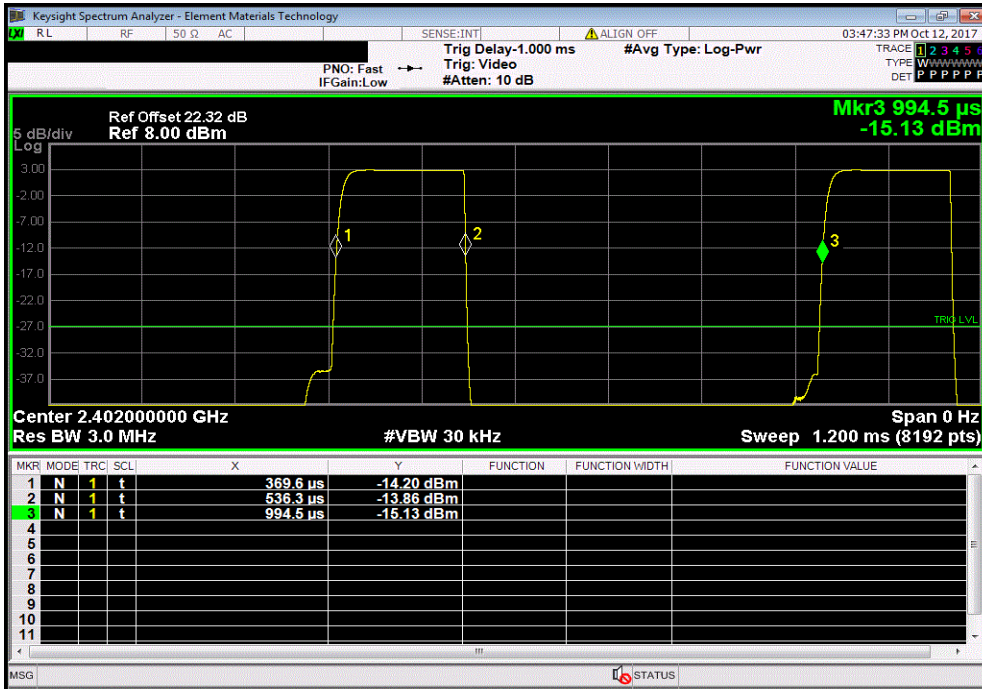 Keysight Spectrum Analyzer - Element Materials Technology
LXI RL RF 50 Ω AC SENSE:INT ALIGN OFF 03:47:33 PM Oct 12, 2017
Trig Delay-1.000 ms #Avg Type: Log-Pwr TRACE 1 2 3 4 5 6
PNO: Fast Trig: Video TYPE WWWWWW
IFGain:Low #Atten: 10 dB DET P P P P P P
Mkr3 994.5 µs
-15.13 dBm
Ref Offset 22.32 dB
5 dB/div Ref 8.00 dBm
Log
3.00
-2.00
-7.00
-12.0
-17.0
-22.0
-27.0
-32.0
-37.0
1
2
3
TRIG LVL
Center 2.402000000 GHz Span 0 Hz
Res BW 3.0 MHz #VBW 30 kHz Sweep 1.200 ms (8192 pts)
MKR MODE TRC SCL X Y FUNCTION FUNCTION WIDTH FUNCTION VALUE
1 N 1 t 369.6 µs -14.20 dBm
2 N 1 t 536.3 µs -13.86 dBm
3 N 1 t 994.5 µs -15.13 dBm
4
5
6
7
8
9
10
11
MSG STATUS